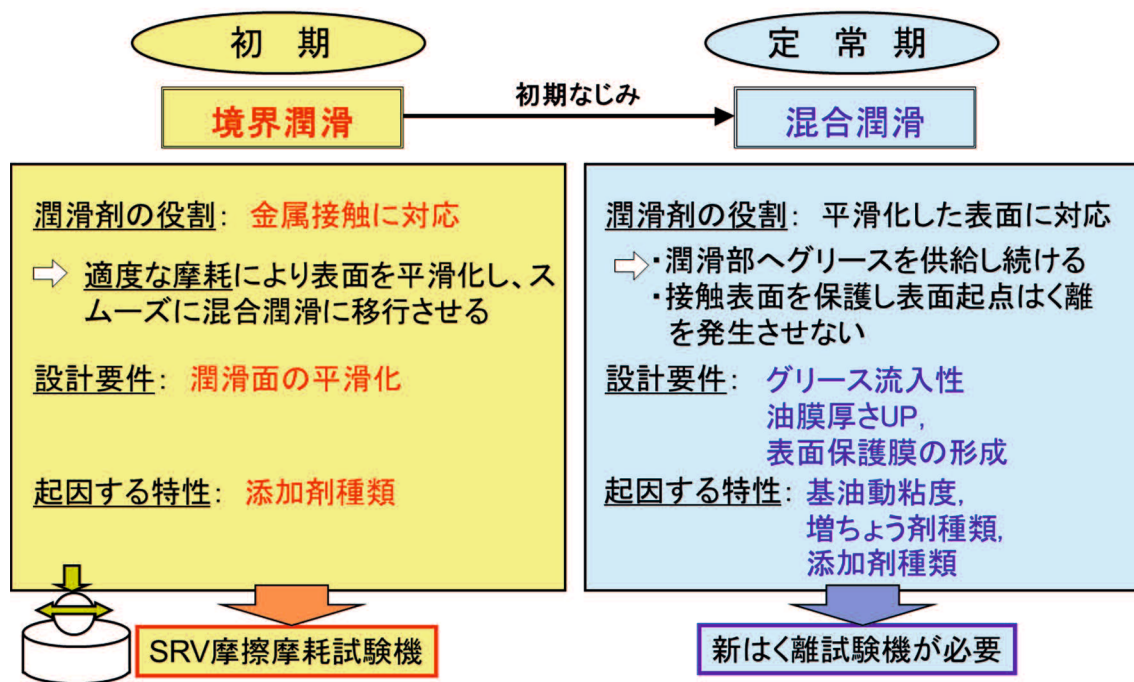 初　期
境界潤滑
初期なじみ
定　常　期
混合潤滑
潤滑剤の役割： 金属接触に対応
適度な摩耗により表面を平滑化し、ス
ムーズに混合潤滑に移行させる
設計要件： 潤滑面の平滑化
起因する特性： 添加剤種類
SRV摩擦摩耗試験機
潤滑剤の役割： 平滑化した表面に対応
・潤滑部へグリースを供給し続ける
・接触表面を保護し表面起点はく離
を発生させない
設計要件： グリース流入性
油膜厚さUP,
表面保護膜の形成
起因する特性： 基油動粘度,
増ちょう剤種類,
添加剤種類
新はく離試験機が必要